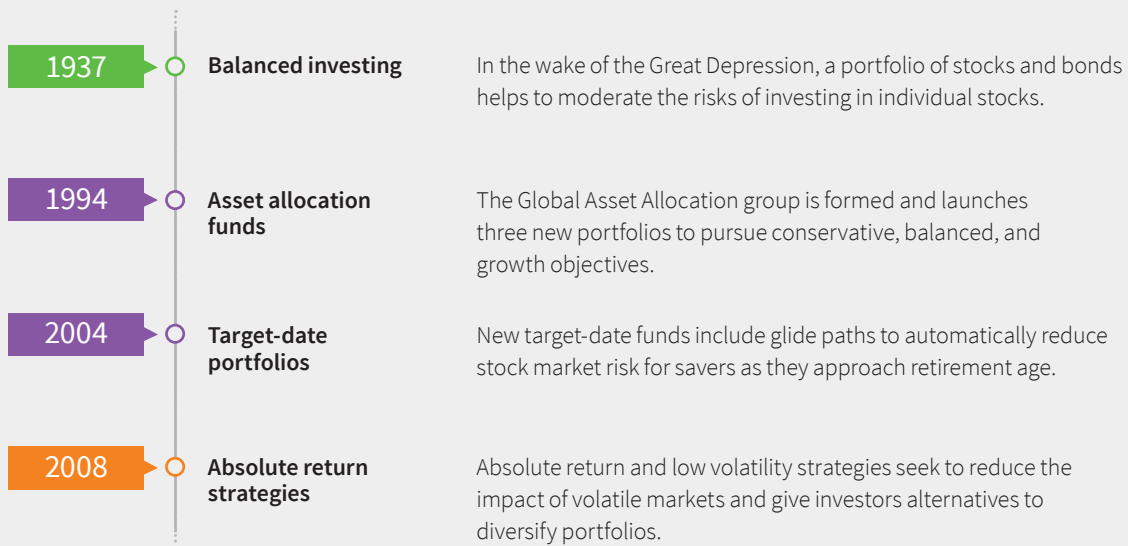 1937
Balanced investing
In the wake of the Great Depression, a portfolio of stocks and bonds
helps to moderate the risks of investing in individual stocks.
1994
Asset allocation
funds
The Global Asset Allocation group is formed and launches
three new portfolios to pursue conservative, balanced, and
growth objectives.
2004
Target-date
portfolios
New target-date funds include glide paths to automatically reduce
stock market risk for savers as they approach retirement age.
2008
Absolute return
strategies
Absolute return and low volatility strategies seek to reduce the
impact of volatile markets and give investors alternatives to
diversify portfolios.